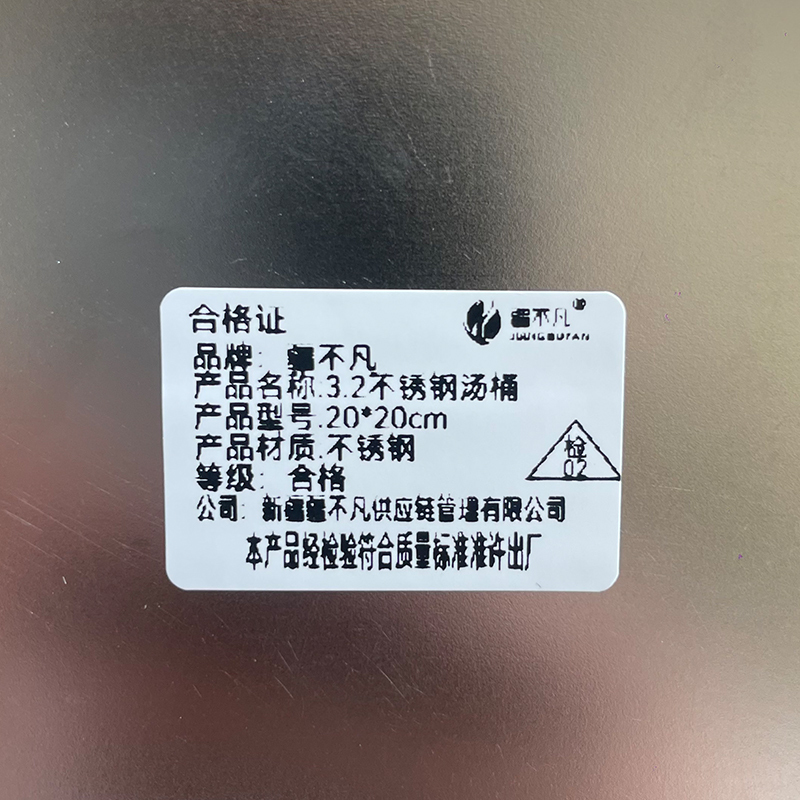 合格证
疆不凡
JIANGBUFAN
品牌: 疆不凡
产品名称:3.2不锈钢汤桶
产品型号:20*20cm
产品材质:不锈钢
等级: 合格
检
02
公司: 新疆疆不凡供应链管理有限公司
本产品经检验符合质量标准准许出厂